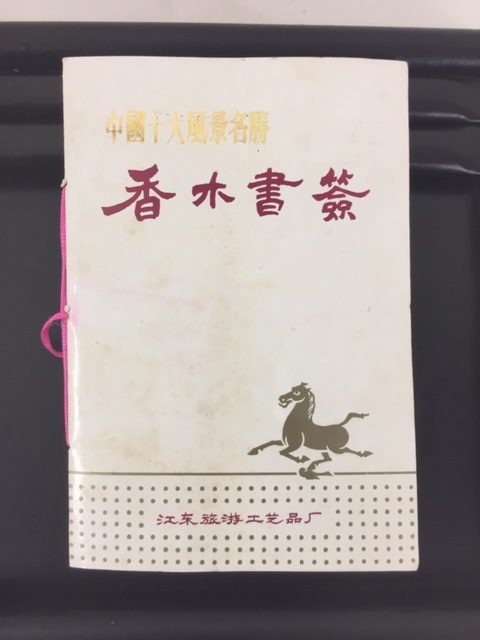 中國十大風景名勝
香木書簽
江东旅游工艺品厂